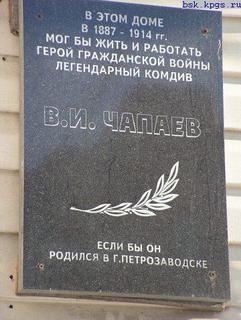 bsk.kpgs.ru
В ЭТОМ ДОМЕ
В 1887 - 1914 гг.
МОГ БЫ ЖИТЬ И РАБОТАТЬ
ГЕРОЙ ГРАЖДАНСКОЙ ВОЙНЫ
ЛЕГЕНДАРНЫЙ КОМДИВ
В.И. ЧАПАЕВ
ЕСЛИ БЫ ОН
РОДИЛСЯ В Г.ПЕТРОЗАВОДСКЕ